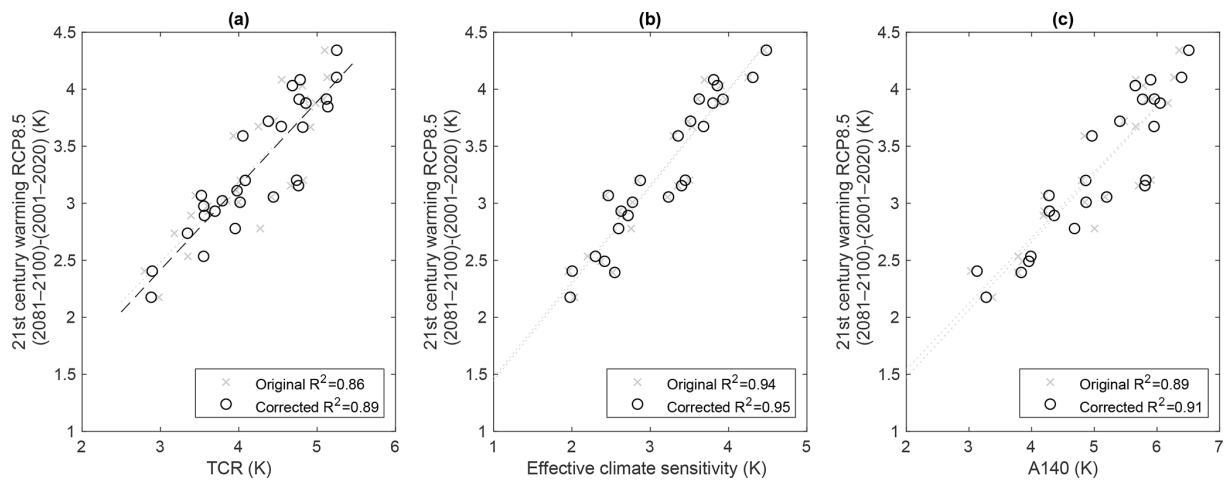 (a)
21st century warming RCP8.5
(2081–2100)-(2001–2020) (K)
4.5
4
3.5
3
2.5
2
1.5
1
2
3
4
5
6
TCR (K)
Original R²=0.86
Corrected R²=0.89
(b)
21st century warming RCP8.5
(2081–2100)-(2001–2020) (K)
4.5
4
3.5
3
2.5
2
1.5
1
1
2
3
4
5
Effective climate sensitivity (K)
Original R²=0.94
Corrected R²=0.95
(c)
21st century warming RCP8.5
(2081–2100)-(2001–2020) (K)
4.5
4
3.5
3
2.5
2
1.5
1
2
3
4
5
6
7
A140 (K)
Original R²=0.89
Corrected R²=0.91